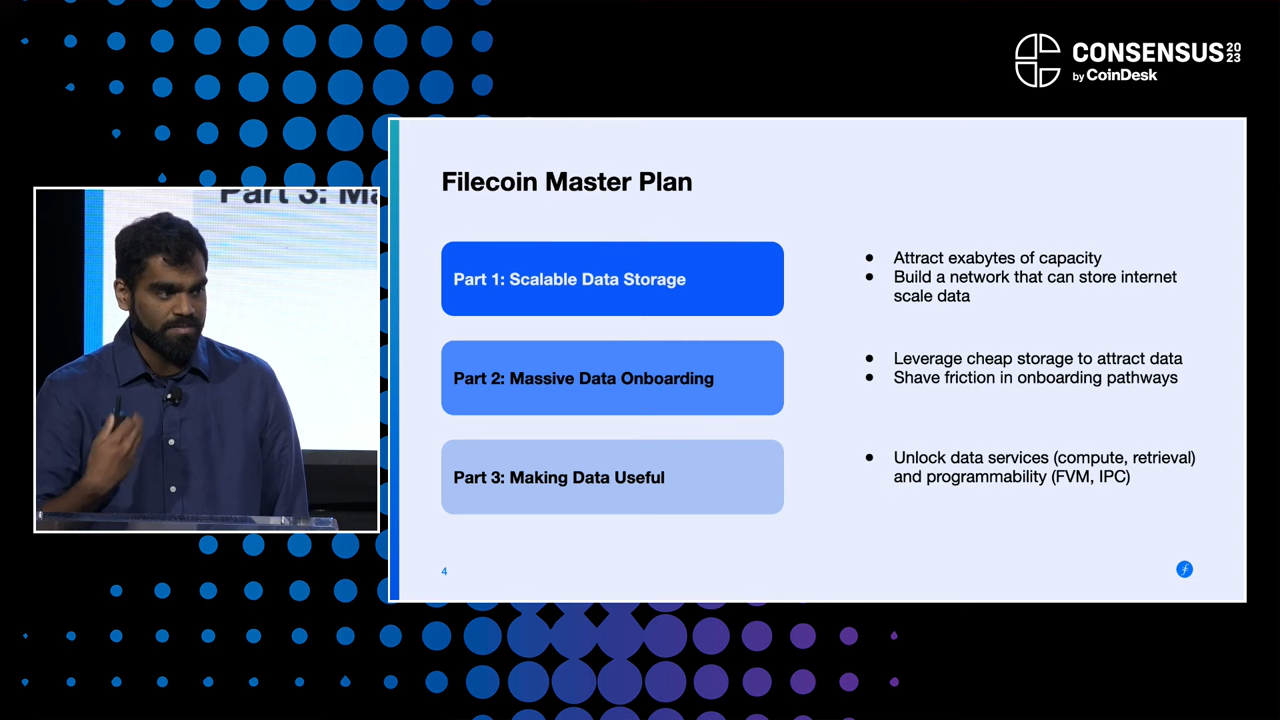 CONSENSUS 20 23
by CoinDesk
Filecoin Master Plan
Part 3: Ma
Part 1: Scalable Data Storage
● Attract exabytes of capacity
● Build a network that can store internet
scale data
Part 2: Massive Data Onboarding
● Leverage cheap storage to attract data
● Shave friction in onboarding pathways
Part 3: Making Data Useful
● Unlock data services (compute, retrieval)
and programmability (FVM, IPC)
4